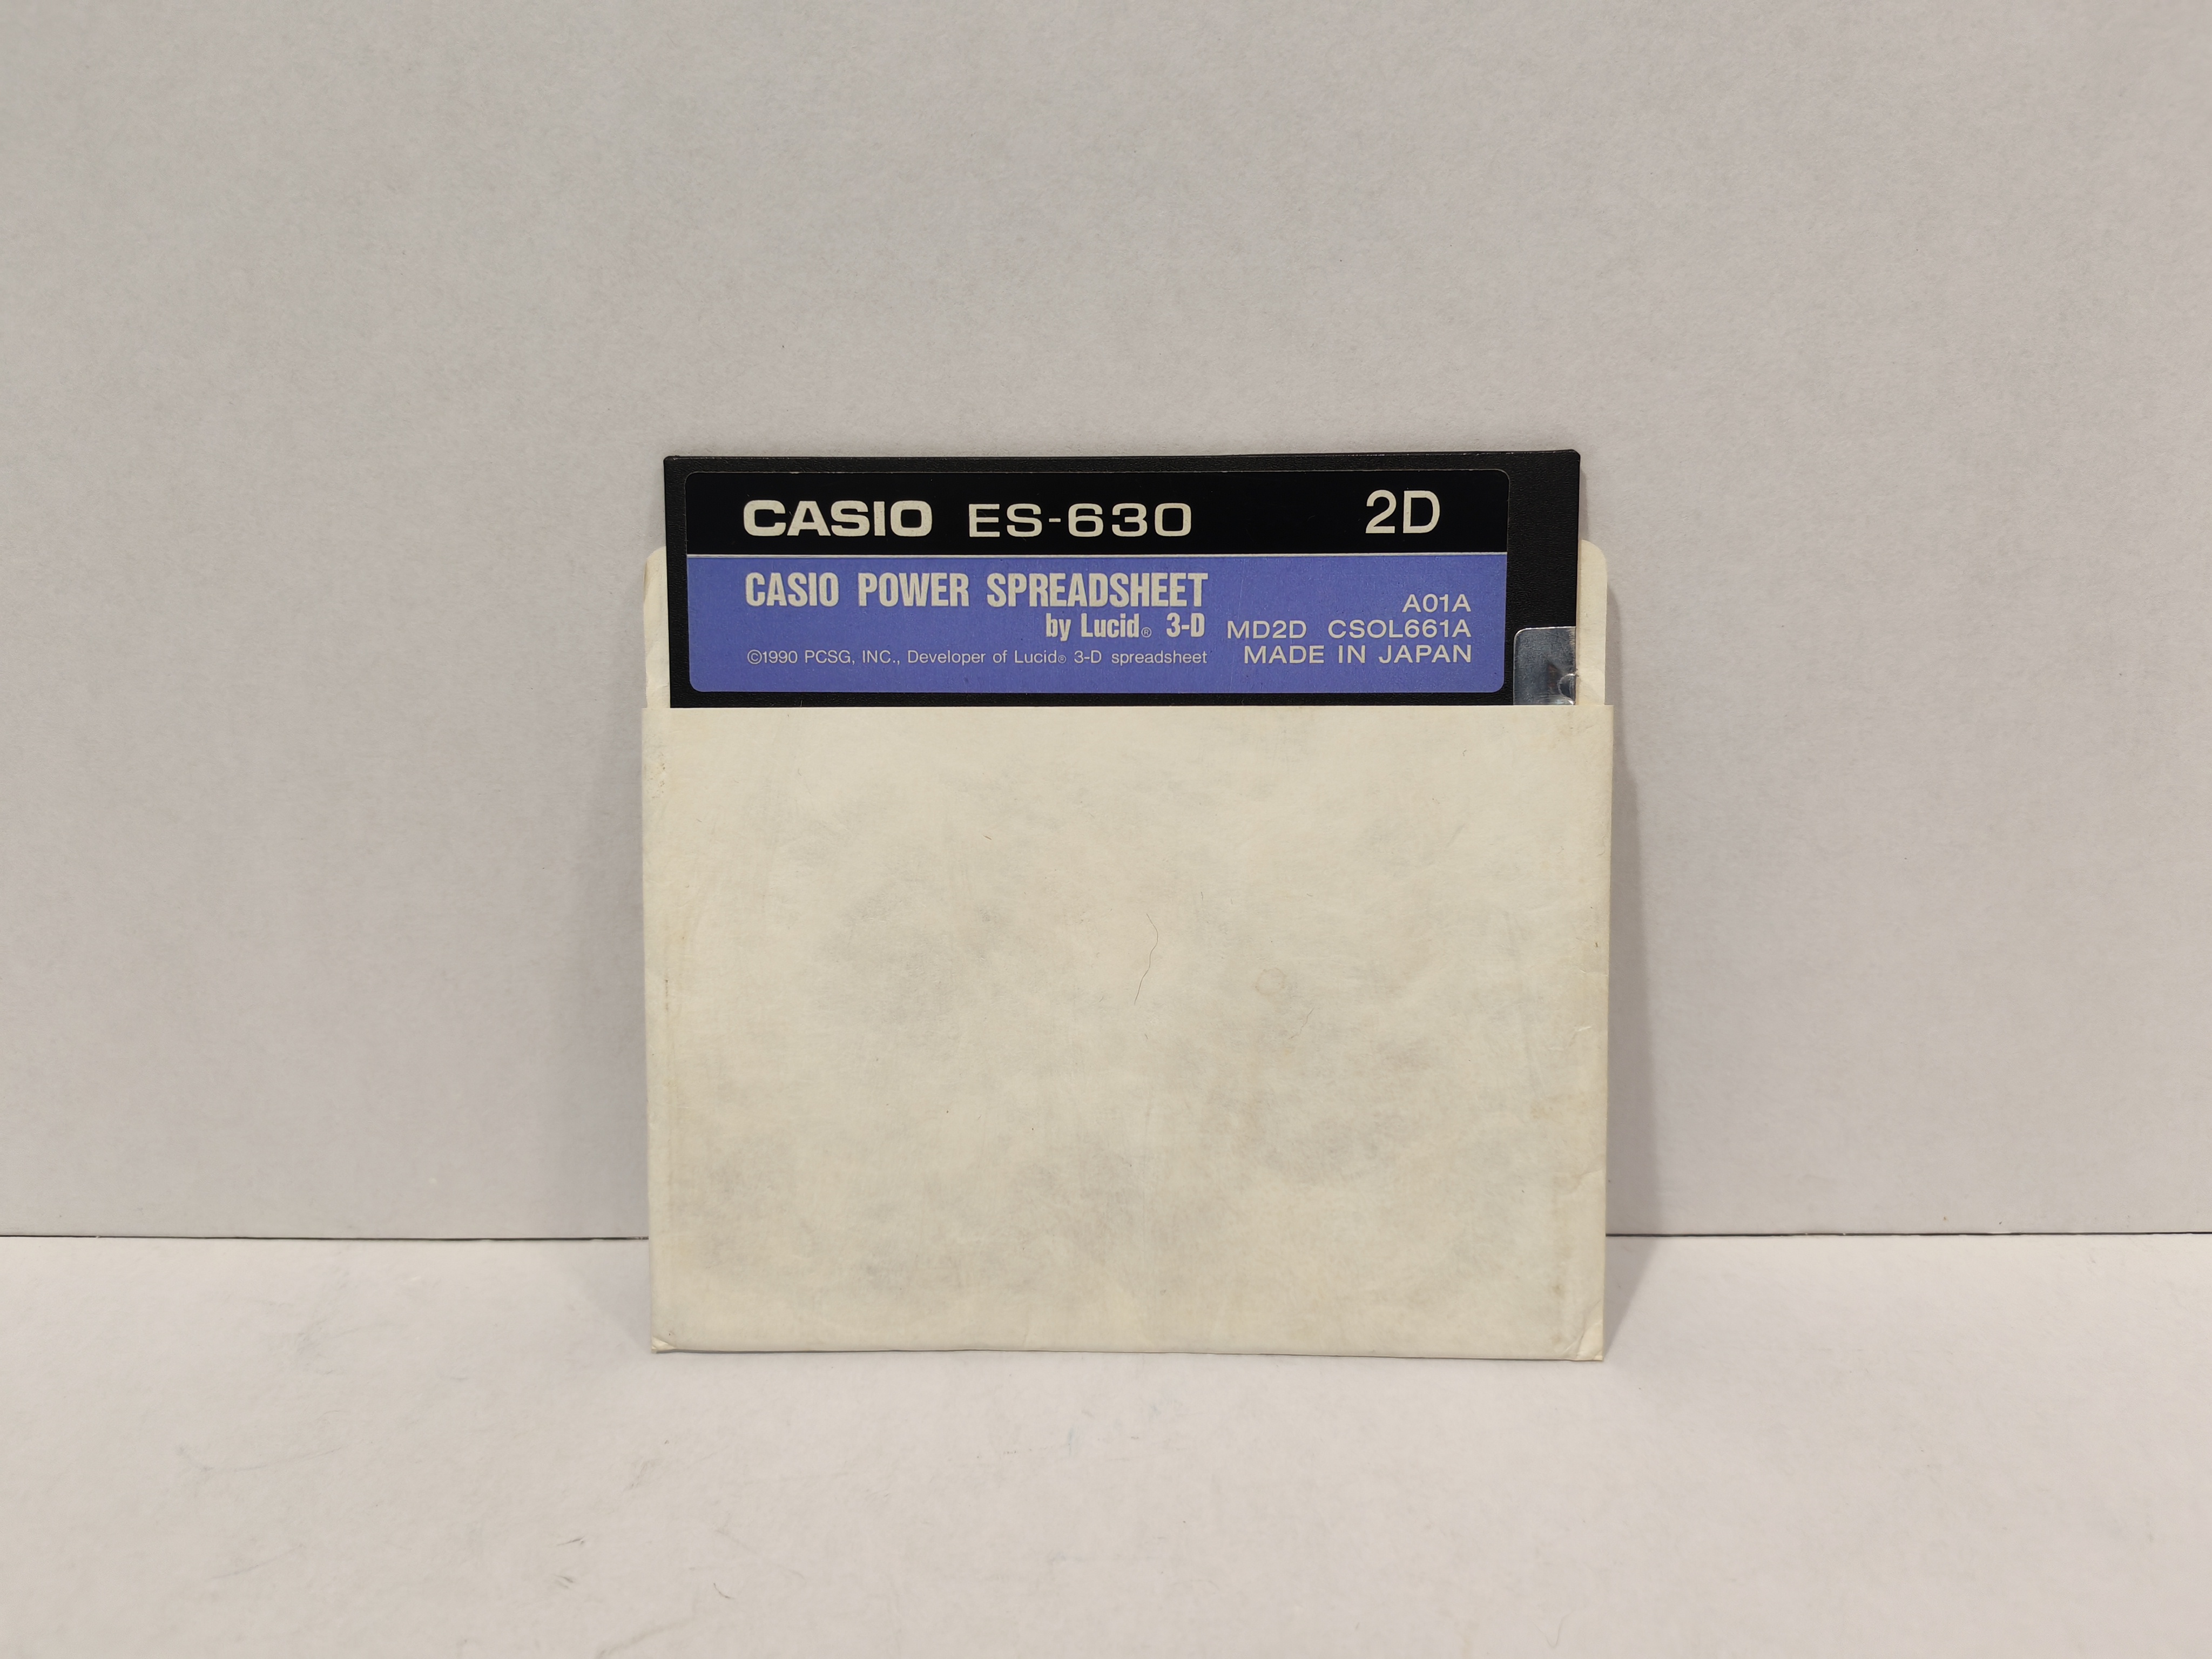 CASIO ES-630 2D
CASIO POWER SPREADSHEET
by Lucid® 3-D
©1990 PCSG, INC., Developer of Lucid® 3-D spreadsheet
A01A
MD2D CSOL661A
MADE IN JAPAN